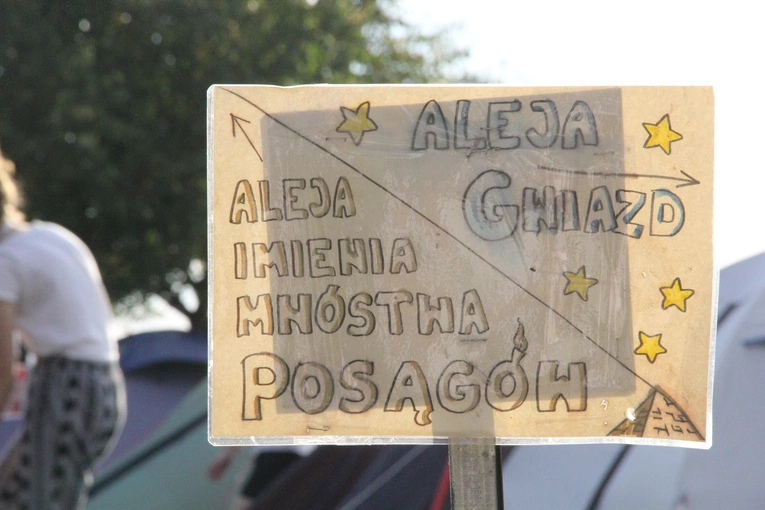 ALEJA
GWIAZD
ALEJA
IMIENIA
MNÓSTWA
POSĄGÓW